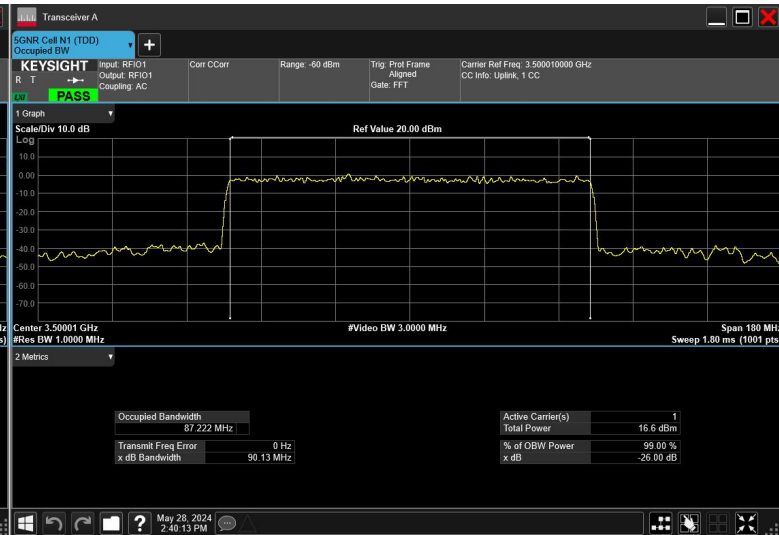 Transceiver A
5GNR Cell N1 (TDD)
Occupied BW
KEYSIGHT
R T
LXI
PASS
Input: RFIO1
Output: RFIO1
Coupling: AC
Corr CCorr
Range: -60 dBm
Trig: Prot Frame
Aligned
Gate: FFT
Carrier Ref Freq: 3.500010000 GHz
CC Info: Uplink, 1 CC
1 Graph
Scale/Div 10.0 dB
Ref Value 20.00 dBm
Log
10.0
0.00
-10.0
-20.0
-30.0
-40.0
-50.0
-60.0
-70.0
Center 3.50001 GHz
#Video BW 3.0000 MHz
Span 180 MHz
#Res BW 1.0000 MHz
Sweep 1.80 ms (1001 pts
2 Metrics
Occupied Bandwidth
87.222 MHz
Transmit Freq Error 0 Hz
x dB Bandwidth 90.13 MHz
Active Carrier(s) 1
Total Power 16.6 dBm
% of OBW Power 99.00 %
x dB -26.00 dB
?
May 28, 2024
2:40:13 PM